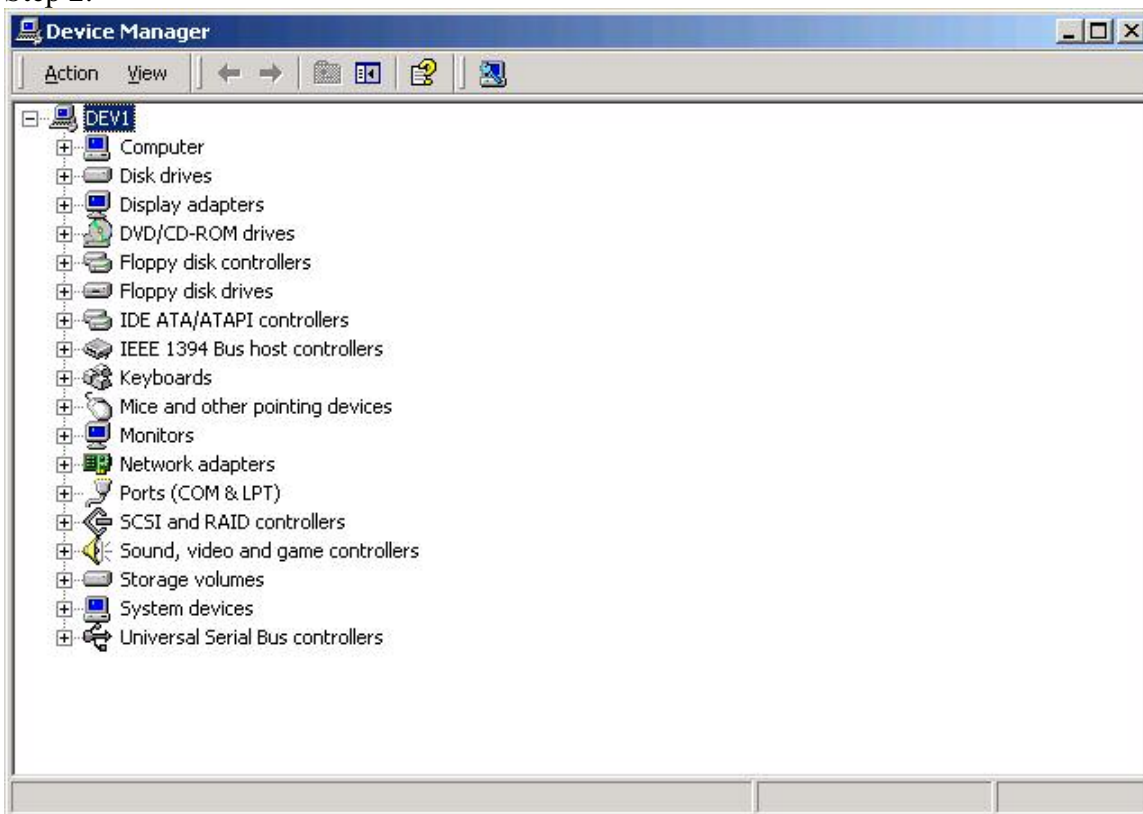 Step 2:
Device Manager
Action View
DEV1
Computer
Disk drives
Display adapters
DVD/CD-ROM drives
Floppy disk controllers
Floppy disk drives
IDE ATA/ATAPI controllers
IEEE 1394 Bus host controllers
Keyboards
Mice and other pointing devices
Monitors
Network adapters
Ports (COM & LPT)
SCSI and RAID controllers
Sound, video and game controllers
Storage volumes
System devices
Universal Serial Bus controllers